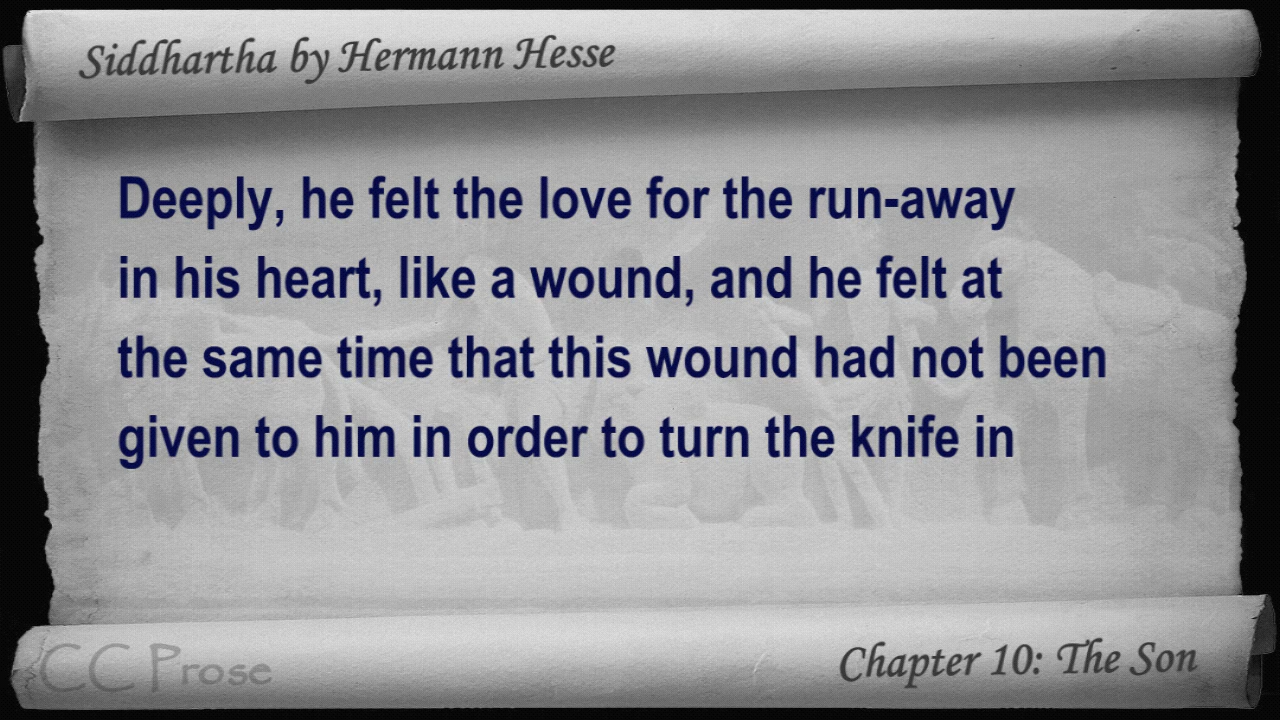 Siddhartha by Hermann Hesse
Deeply, he felt the love for the run-away
in his heart, like a wound, and he felt at
the same time that this wound had not been
given to him in order to turn the knife in
CC Prose
Chapter 10: The Son